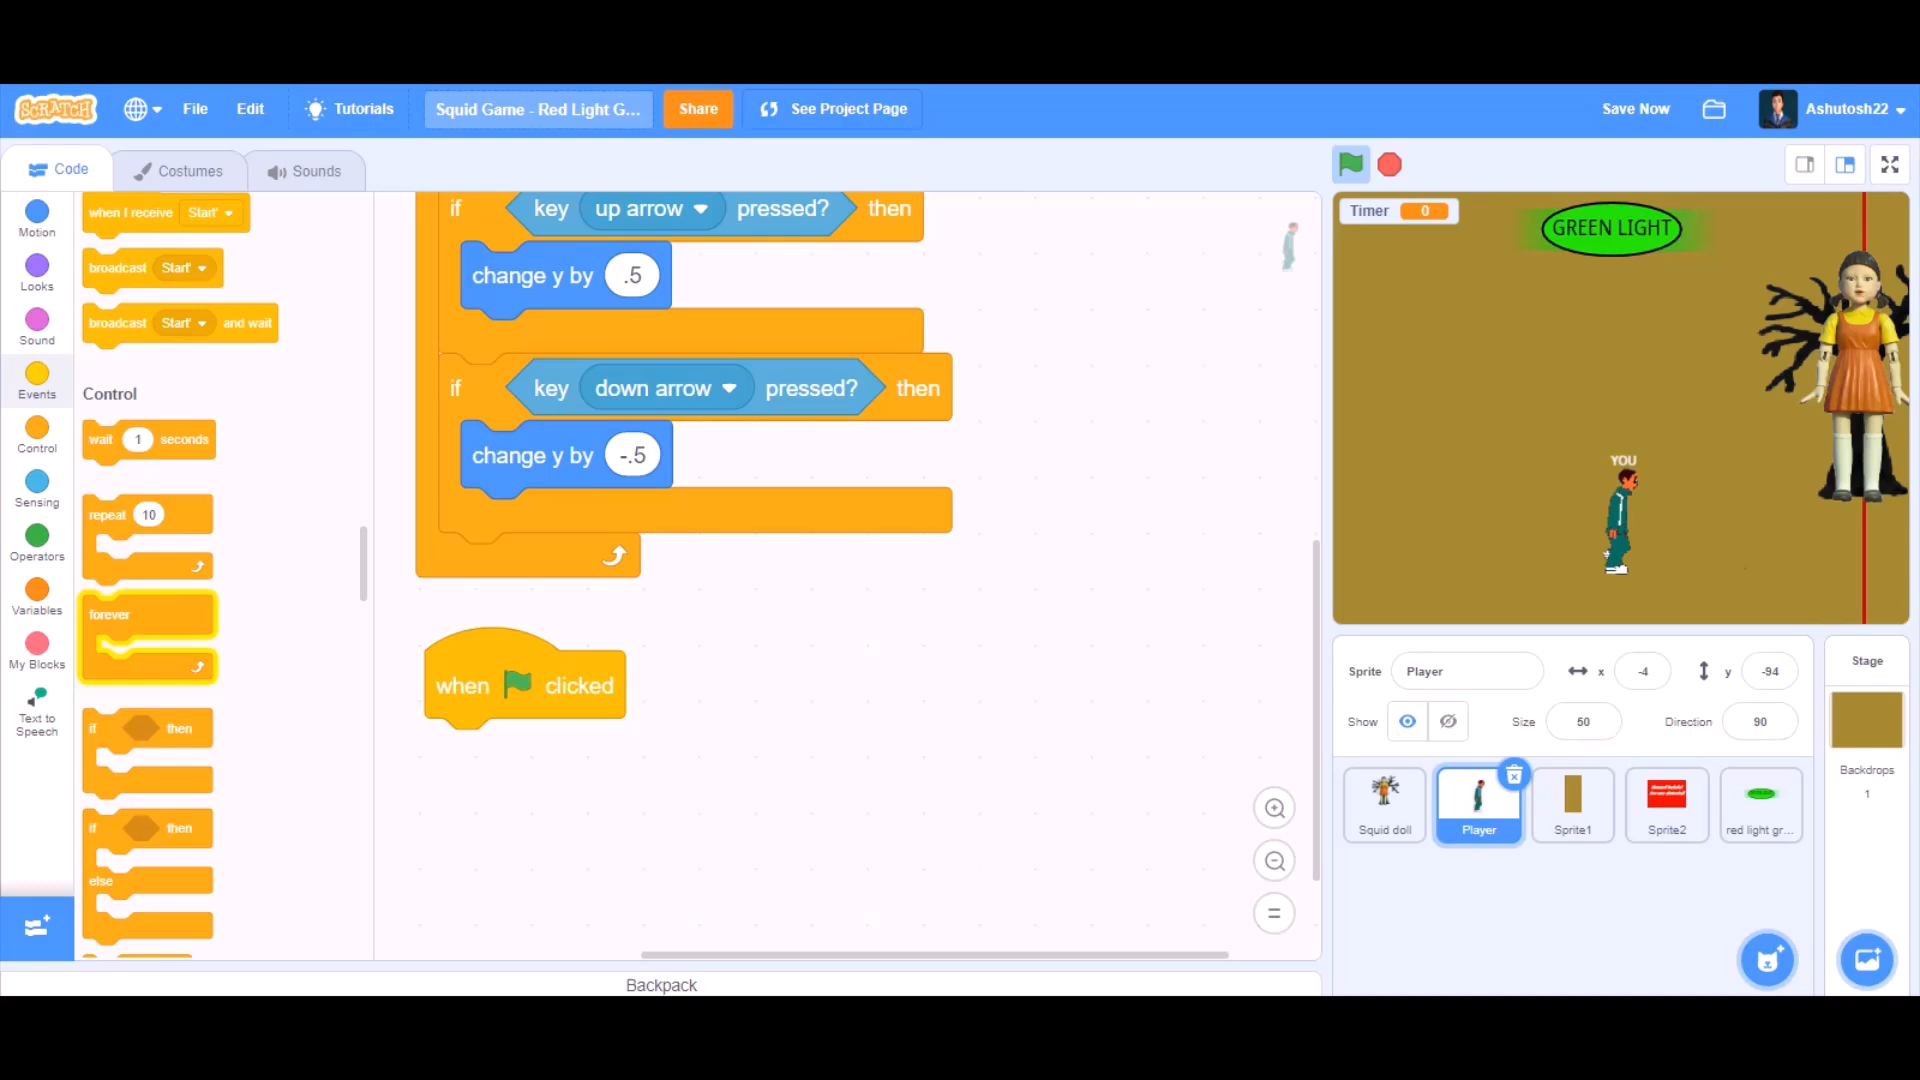 SCRATCH File Edit Tutorials Squid Game - Red Light G... Share See Project Page Save Now Ashutosh22
Code Costumes Sounds
Motion
Looks
Sound
Events
Control
Sensing
Operators
Variables
My Blocks
Text to
Speech
when I receive Start'
broadcast Start'
broadcast Start' and wait
Control
wait 1 seconds
repeat 10
forever
if then
if then
else
if key up arrow pressed? then
change y by .5
if key down arrow pressed? then
change y by -.5
when clicked
Backpack
Timer 0
GREEN LIGHT
YOU
Sprite Player x -4 y -94
Show Size 50 Direction 90
Squid doll
Player
Sprite1
Sprite2
red light gr...
Stage
Backdrops
1